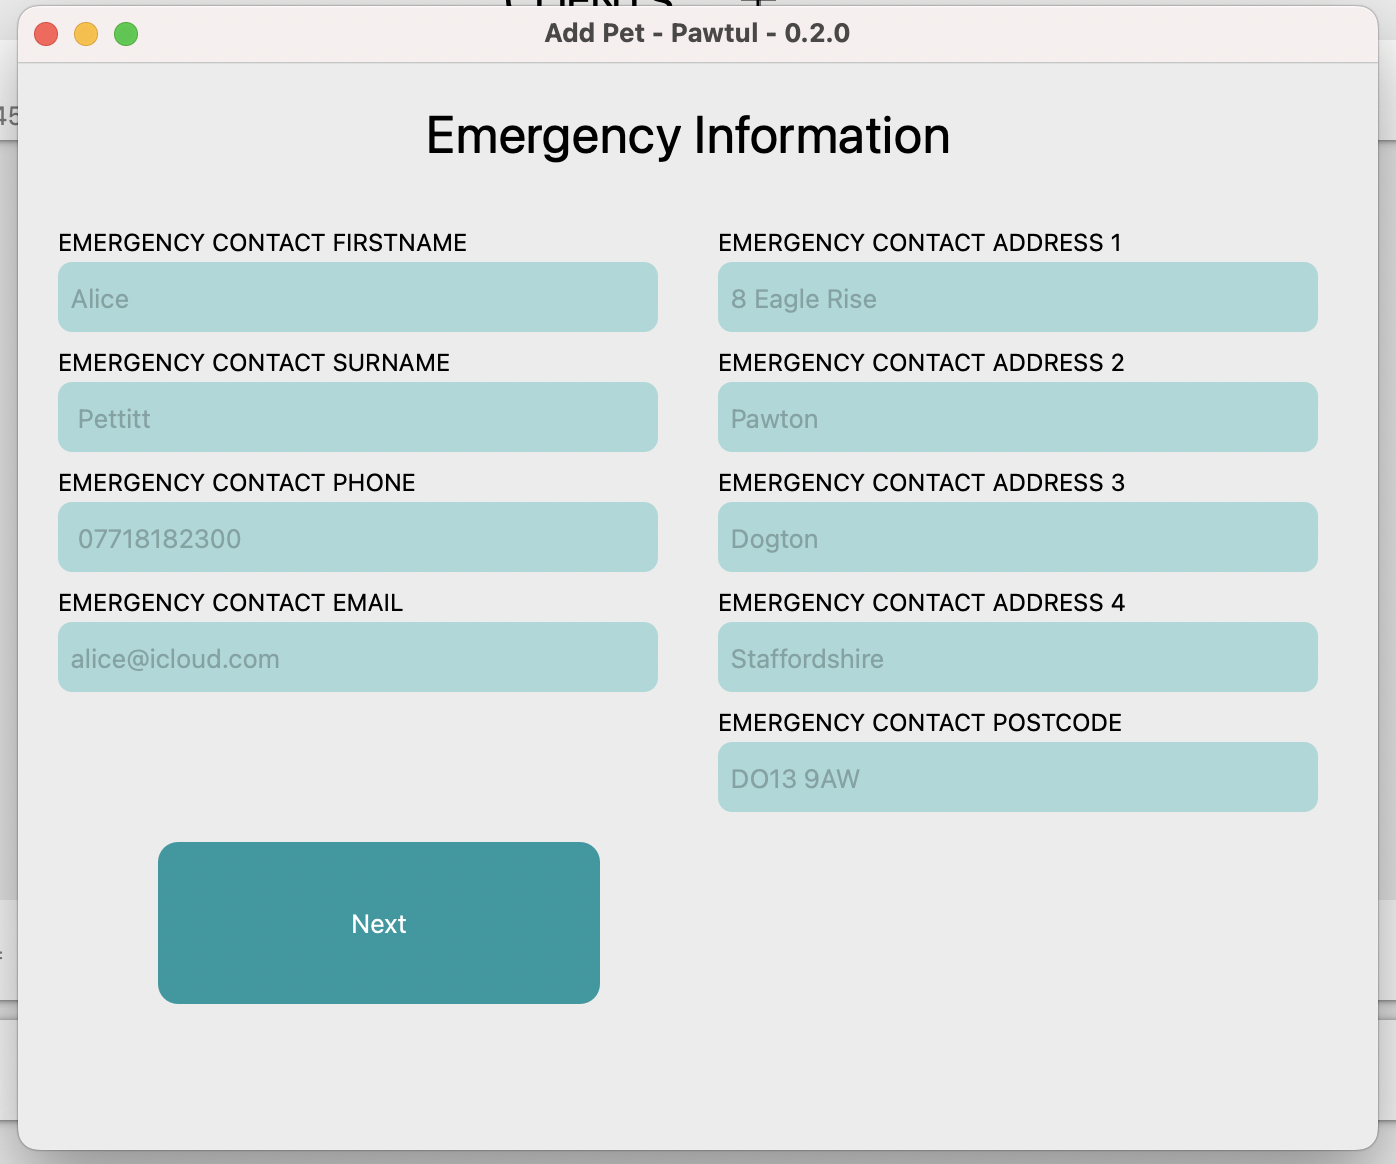 Add Pet - Pawtul - 0.2.0
Emergency Information
EMERGENCY CONTACT FIRSTNAME
Alice
EMERGENCY CONTACT SURNAME
Pettitt
EMERGENCY CONTACT PHONE
07718182300
EMERGENCY CONTACT EMAIL
alice@icloud.com
EMERGENCY CONTACT ADDRESS 1
8 Eagle Rise
EMERGENCY CONTACT ADDRESS 2
Pawton
EMERGENCY CONTACT ADDRESS 3
Dogton
EMERGENCY CONTACT ADDRESS 4
Staffordshire
EMERGENCY CONTACT POSTCODE
DO13 9AW
Next